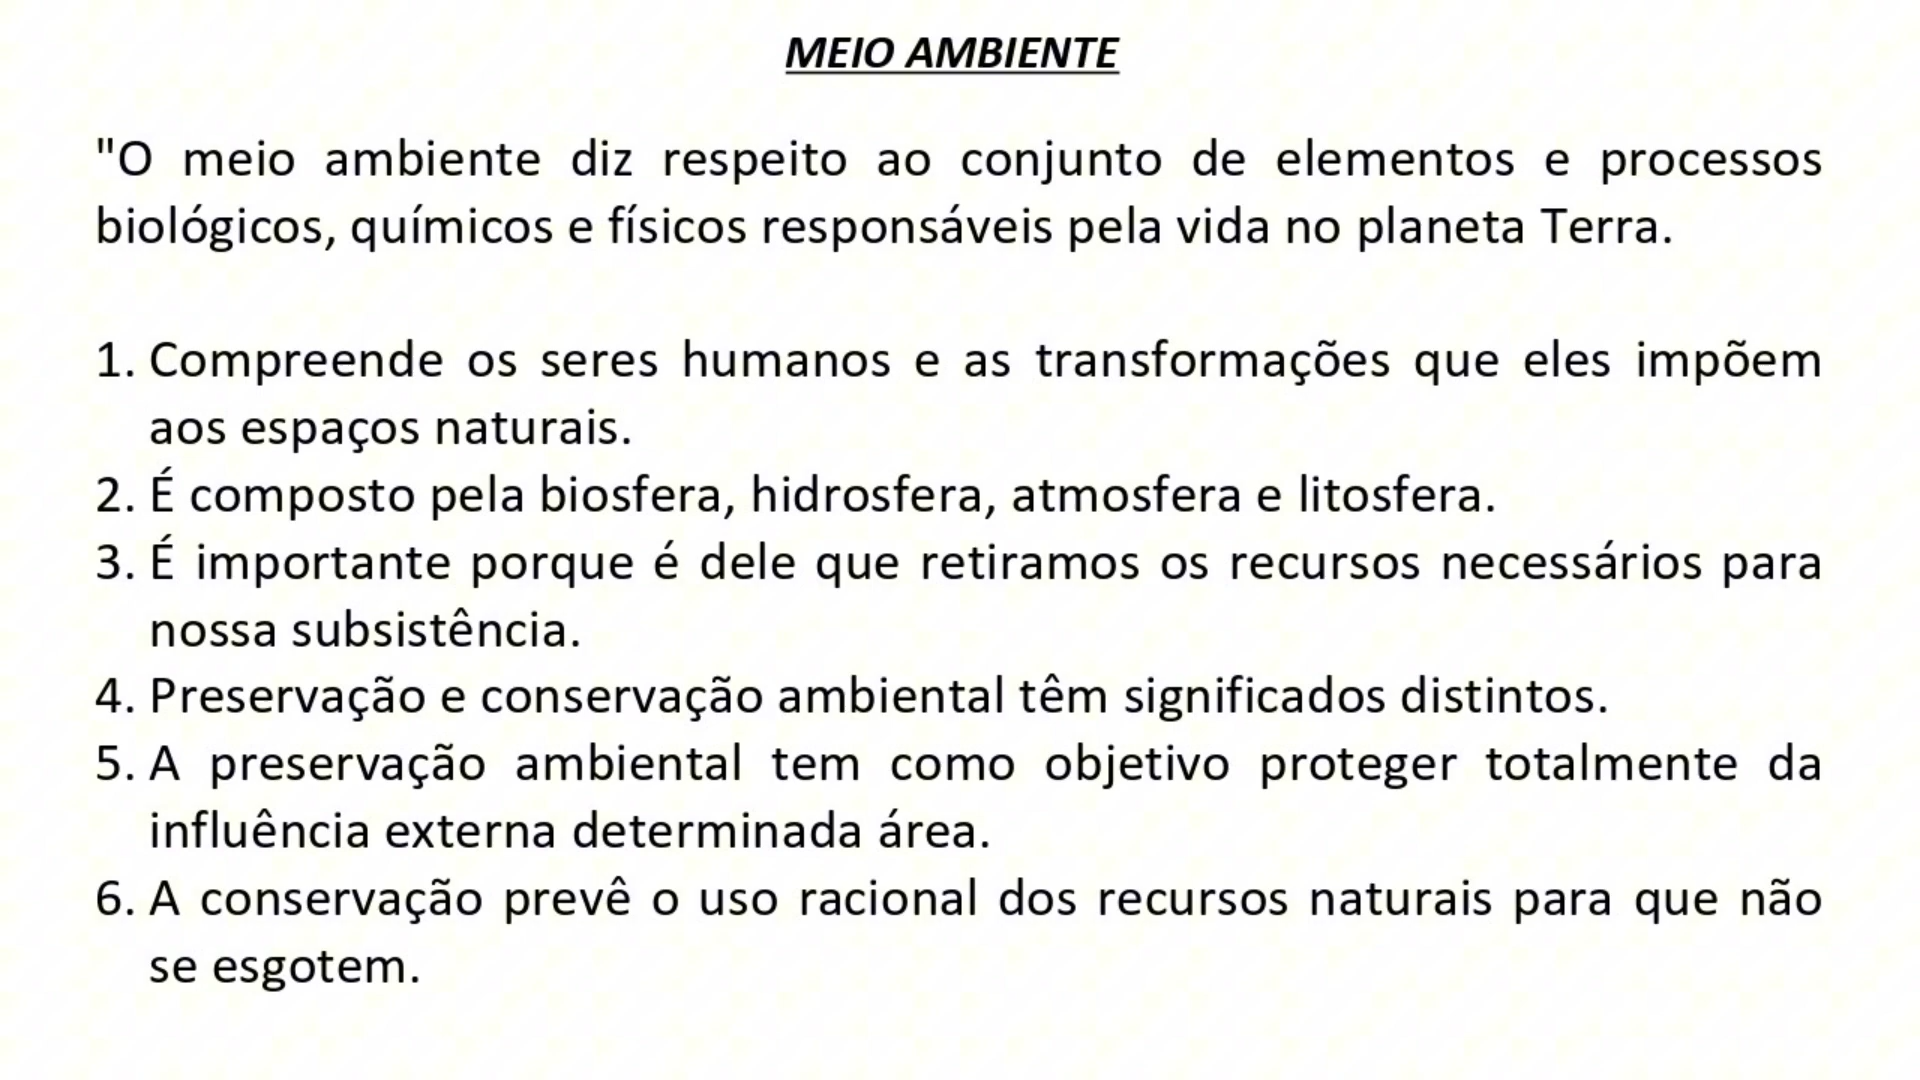 MEIO AMBIENTE
"O meio ambiente diz respeito ao conjunto de elementos e processos
biológicos, químicos e físicos responsáveis pela vida no planeta Terra.
1. Compreende os seres humanos e as transformações que eles impõem
aos espaços naturais.
2. É composto pela biosfera, hidrosfera, atmosfera e litosfera.
3. É importante porque é dele que retiramos os recursos necessários para
nossa subsistência.
4. Preservação e conservação ambiental têm significados distintos.
5. A preservação ambiental tem como objetivo proteger totalmente da
influência externa determinada área.
6. A conservação prevê o uso racional dos recursos naturais para que não
se esgotem.